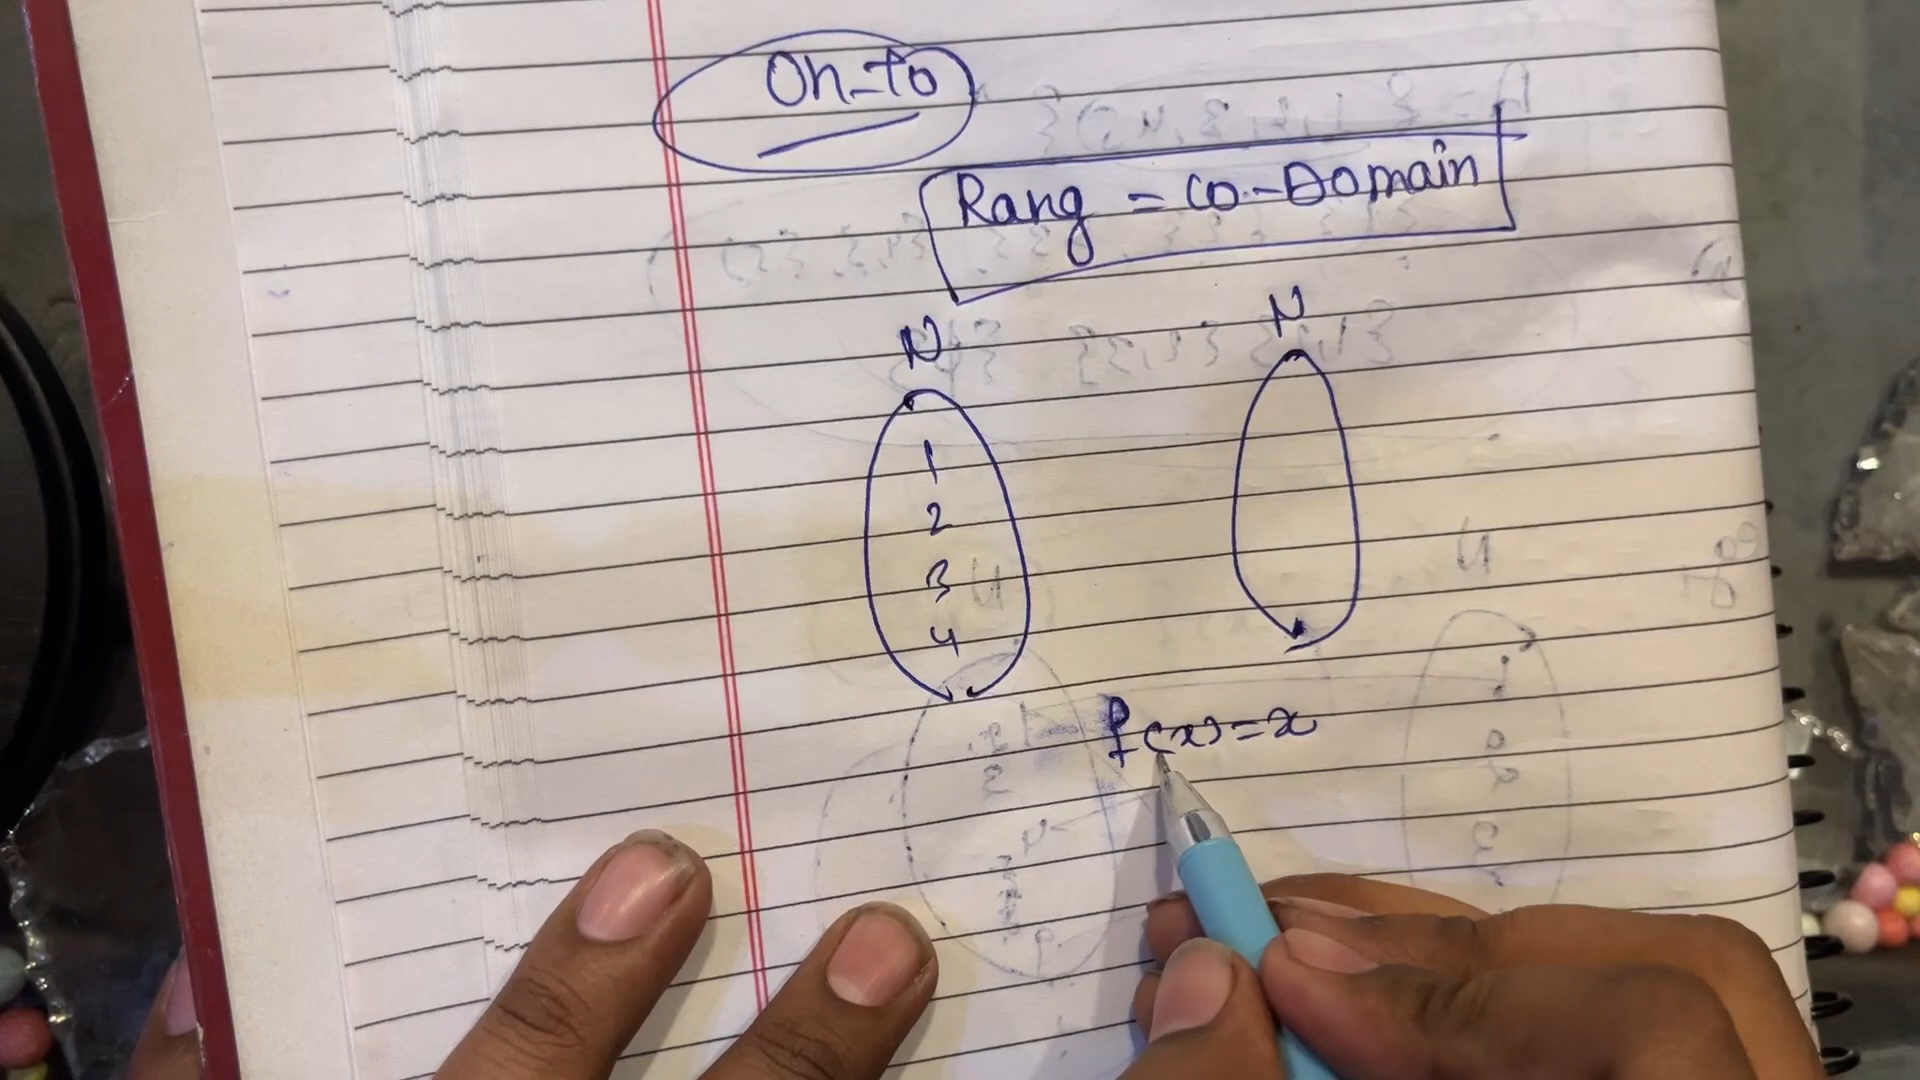 On-to
Rang = co-Domain
N N
1
2
3
4
f(x)=x